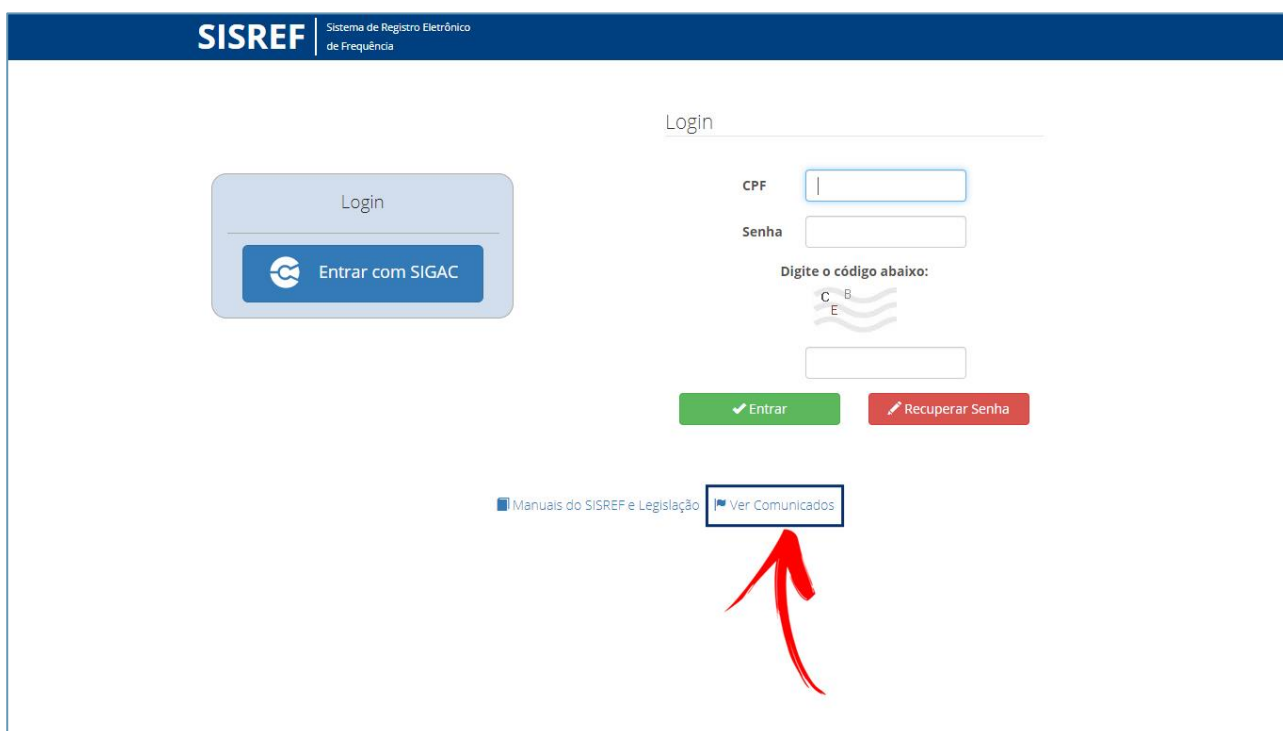 SISREF
Sistema de Registro Eletrônico
de Frequência
Login
Entrar com SIGAC
Login
CPF
Senha
Digite o código abaixo:
C B
E
Entrar
Recuperar Senha
Manuais do SISREF e Legislação
Ver Comunicados